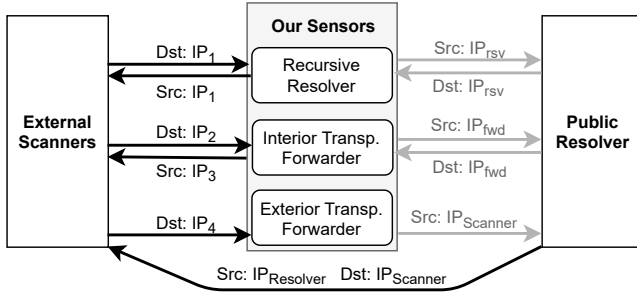 Our Sensors
External
Scanners
Dst: IP1
Src: IP1
Recursive
Resolver
Src: IPrsv
Dst: IPrsv
Dst: IP2
Src: IP3
Interior Transp.
Forwarder
Src: IPfwd
Dst: IPfwd
Public
Resolver
Dst: IP4
Exterior Transp.
Forwarder
Src: IPScanner
Src: IPResolver Dst: IPScanner